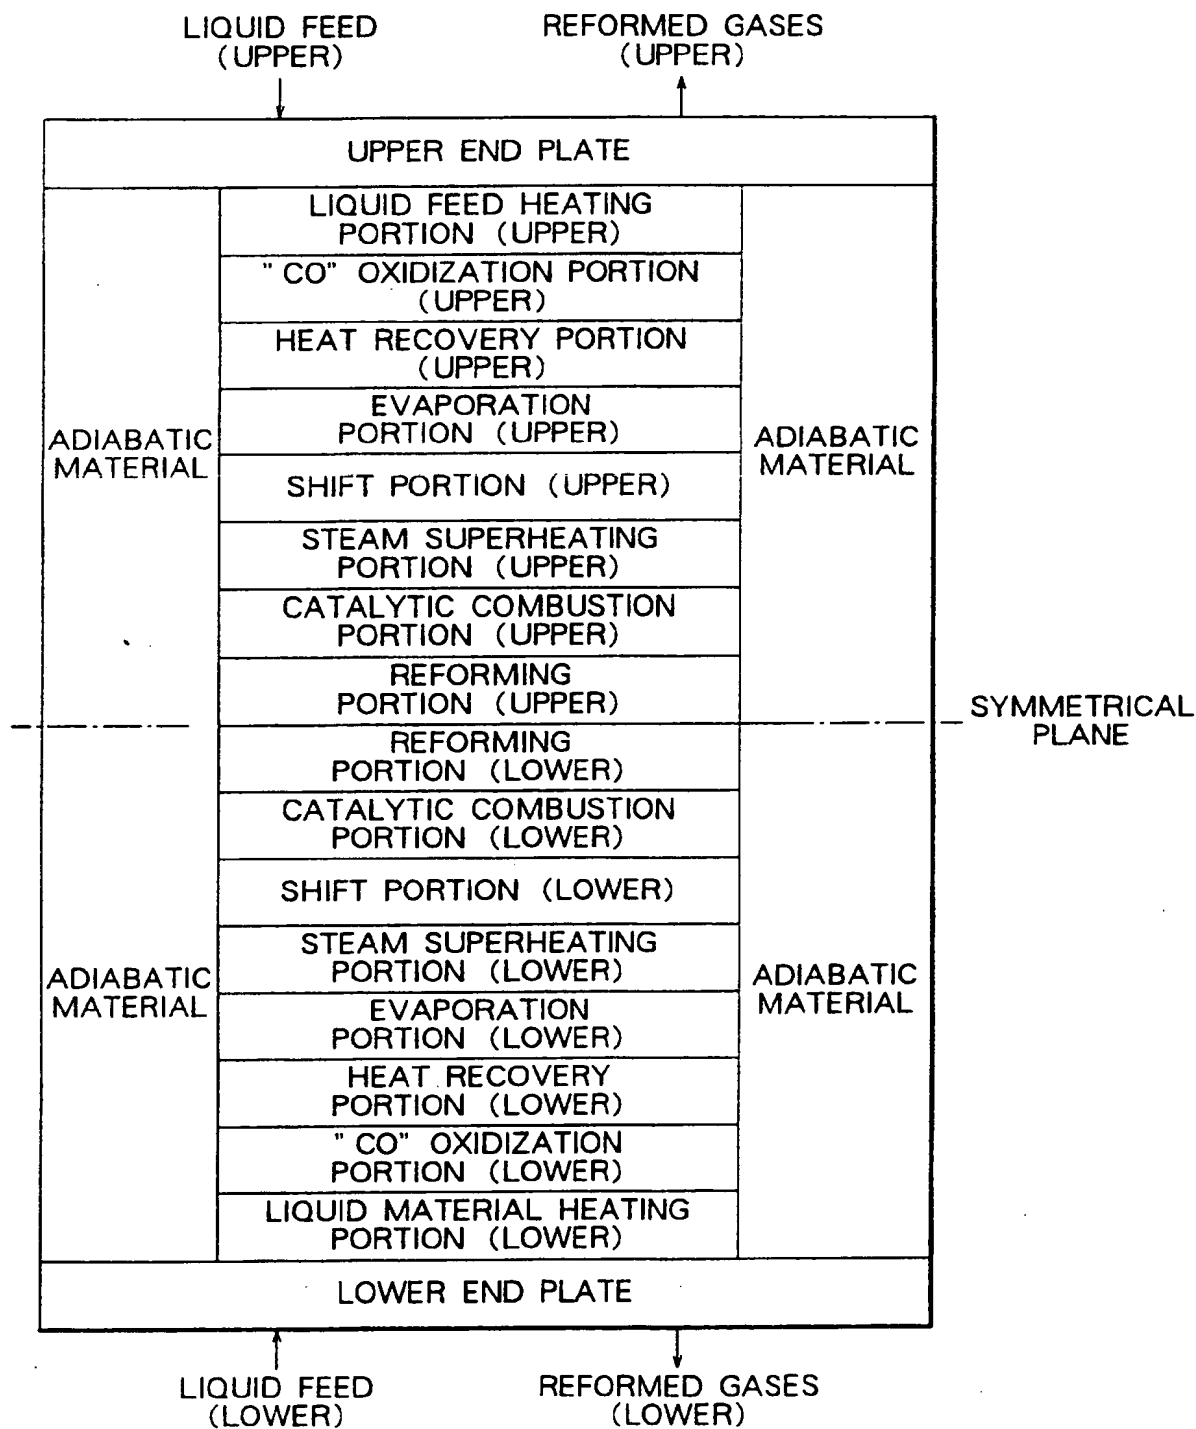 LIQUID FEED
(UPPER)
REFORMED GASES
(UPPER)
UPPER END PLATE
LIQUID FEED HEATING
PORTION (UPPER)
"CO" OXIDIZATION PORTION
(UPPER)
HEAT RECOVERY PORTION
(UPPER)
EVAPORATION
PORTION (UPPER)
ADIABATIC
MATERIAL
ADIABATIC
MATERIAL
SHIFT PORTION (UPPER)
STEAM SUPERHEATING
PORTION (UPPER)
CATALYTIC COMBUSTION
PORTION (UPPER)
REFORMING
PORTION (UPPER)
SYMMETRICAL
PLANE
REFORMING
PORTION (LOWER)
CATALYTIC COMBUSTION
PORTION (LOWER)
SHIFT PORTION (LOWER)
STEAM SUPERHEATING
PORTION (LOWER)
ADIABATIC
MATERIAL
ADIABATIC
MATERIAL
EVAPORATION
PORTION (LOWER)
HEAT RECOVERY
PORTION (LOWER)
"CO" OXIDIZATION
PORTION (LOWER)
LIQUID MATERIAL HEATING
PORTION (LOWER)
LOWER END PLATE
LIQUID FEED
(LOWER)
REFORMED GASES
(LOWER)